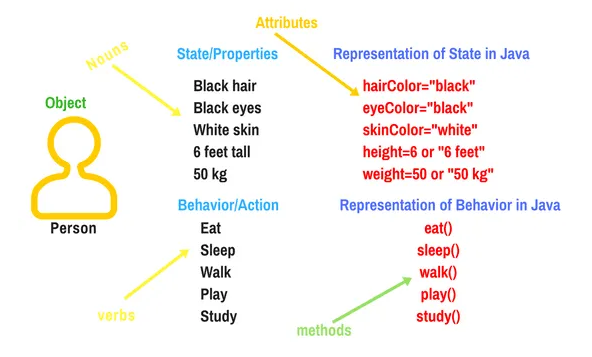 Attributes
Nouns
State/Properties
Representation of State in Java
Object
Black hair
hairColor="black"
Black eyes
eyeColor="black"
White skin
skinColor="white"
6 feet tall
height=6 or "6 feet"
50 kg
weight=50 or "50 kg"
Person
Behavior/Action
Representation of Behavior in Java
Eat
eat()
Sleep
sleep()
Walk
walk()
Play
play()
Study
study()
verbs
methods